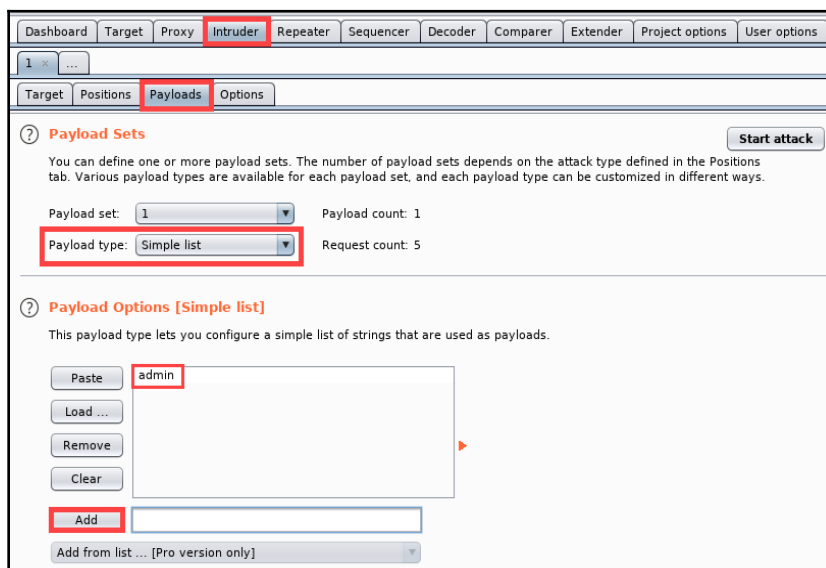 Dashboard Target Proxy Intruder Repeater Sequencer Decoder Comparer Extender Project options User options
1 × ...
Target Positions Payloads Options
? Payload Sets Start attack
You can define one or more payload sets. The number of payload sets depends on the attack type defined in the Positions
tab. Various payload types are available for each payload set, and each payload type can be customized in different ways.
Payload set: 1 Payload count: 1
Payload type: Simple list Request count: 5
? Payload Options [Simple list]
This payload type lets you configure a simple list of strings that are used as payloads.
Paste admin
Load ...
Remove
Clear
Add
Add from list ... [Pro version only]